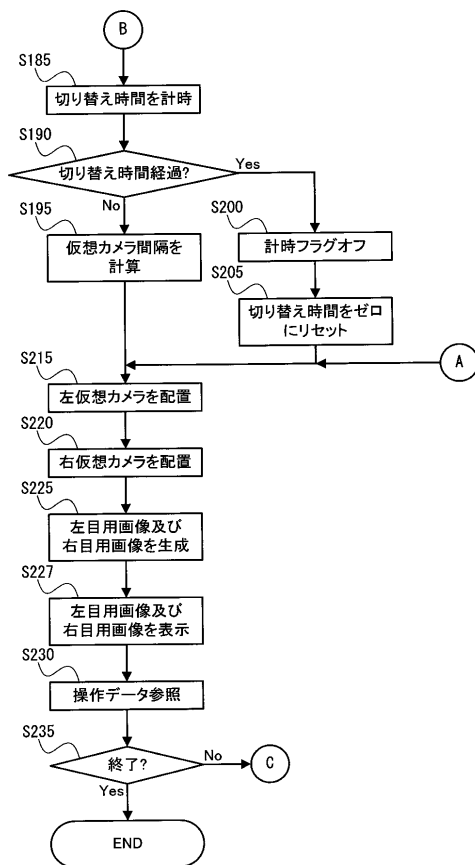 B
S185
切り替え時間を計時
S190
切り替え時間経過?
Yes
No
S195
仮想カメラ間隔を
計算
S200
計時フラグオフ
S205
切り替え時間をゼロ
にリセット
A
S215
左仮想カメラを配置
S220
右仮想カメラを配置
S225
左目用画像及び
右目用画像を生成
S227
左目用画像及び
右目用画像を表示
S230
操作データ参照
S235
終了?
No
C
Yes
END